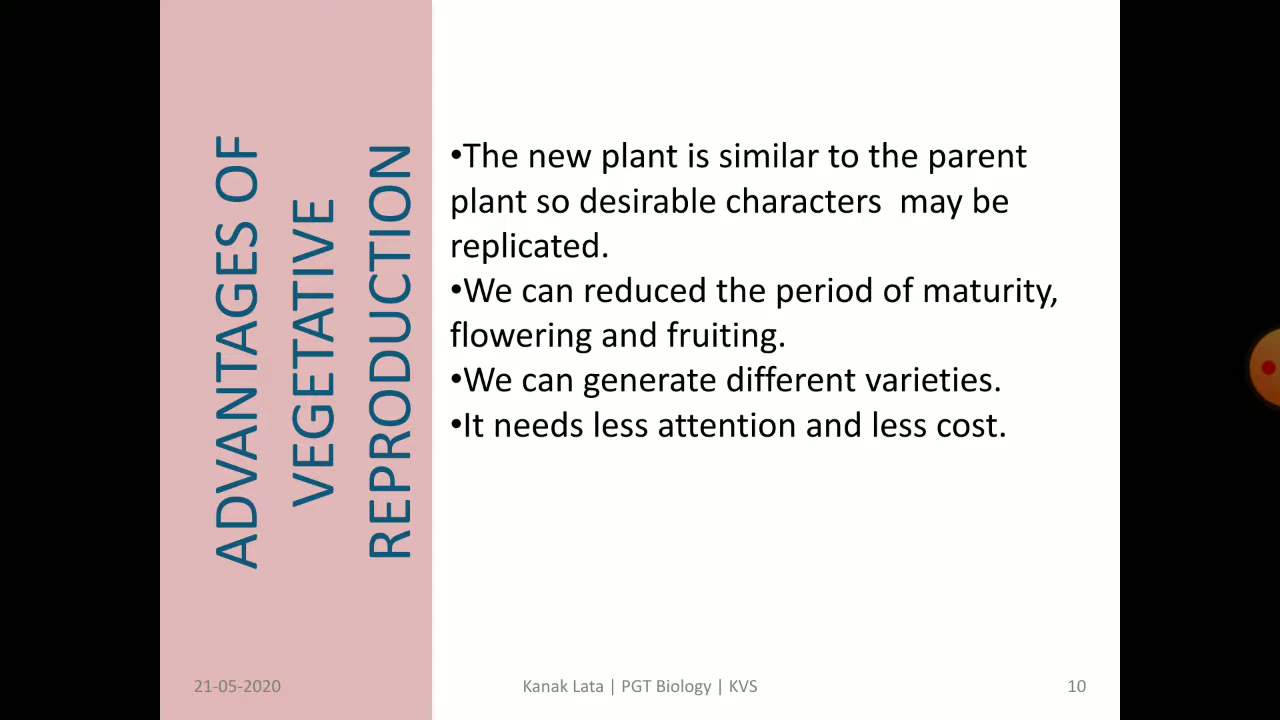 ADVANTAGES OF
VEGETATIVE
REPRODUCTION
•The new plant is similar to the parent
plant so desirable characters  may be
replicated.
•We can reduced the period of maturity,
flowering and fruiting.
•We can generate different varieties.
•It needs less attention and less cost.
21-05-2020
Kanak Lata | PGT Biology | KVS
10